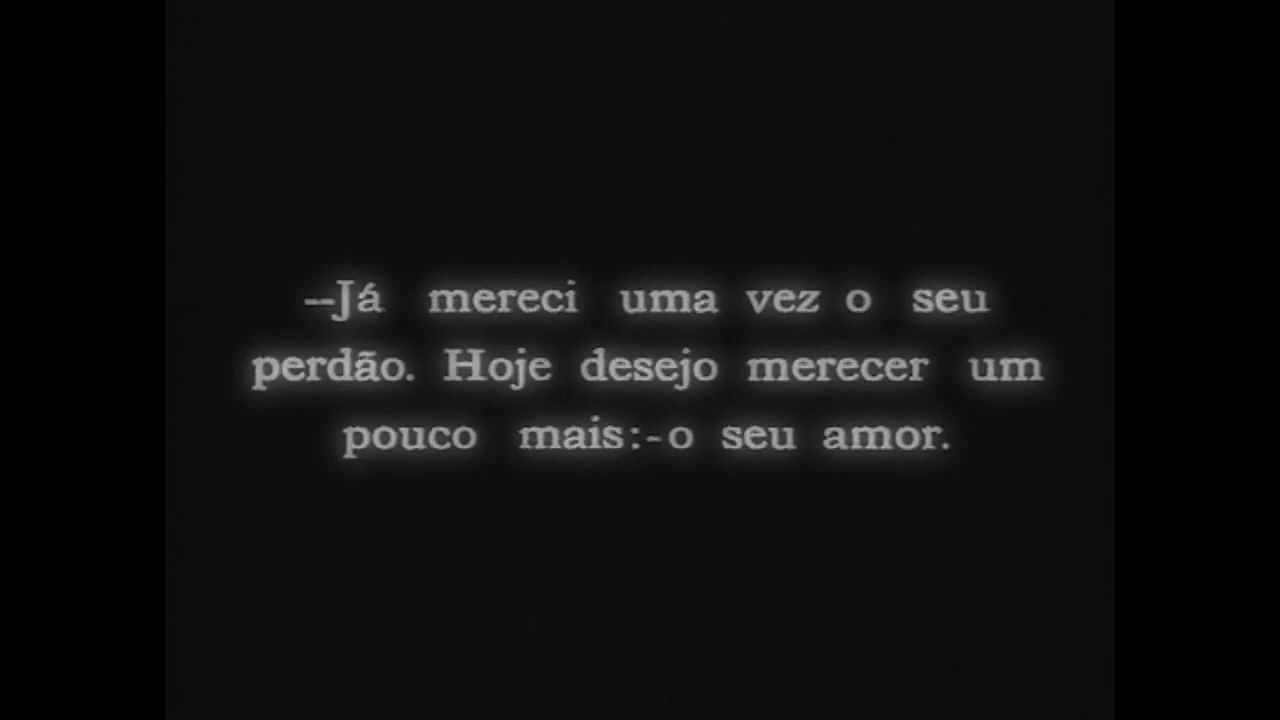 --Já mereci uma vez o seu
perdão. Hoje desejo merecer um
pouco mais:-o seu amor.